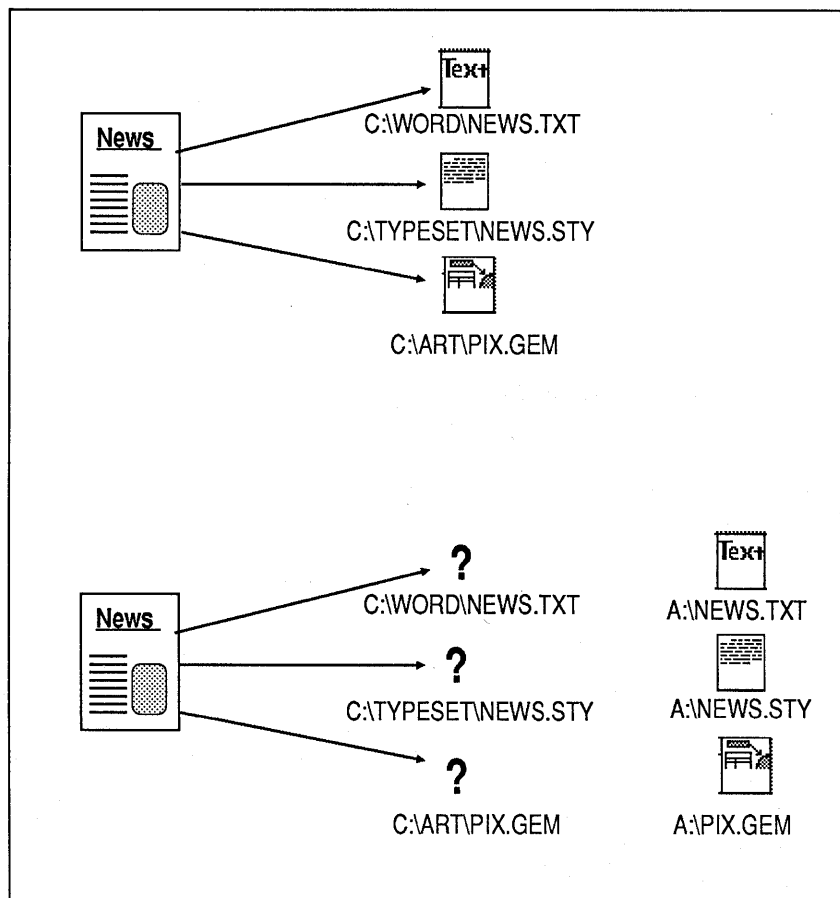 Text
News
C:\WORD\NEWS.TXT
C:\TYPESET\NEWS.STY
C:\ART\PIX.GEM
?
Text
News
C:\WORD\NEWS.TXT
A:\NEWS.TXT
?
C:\TYPESET\NEWS.STY
A:\NEWS.STY
?
C:\ART\PIX.GEM
A:\PIX.GEM